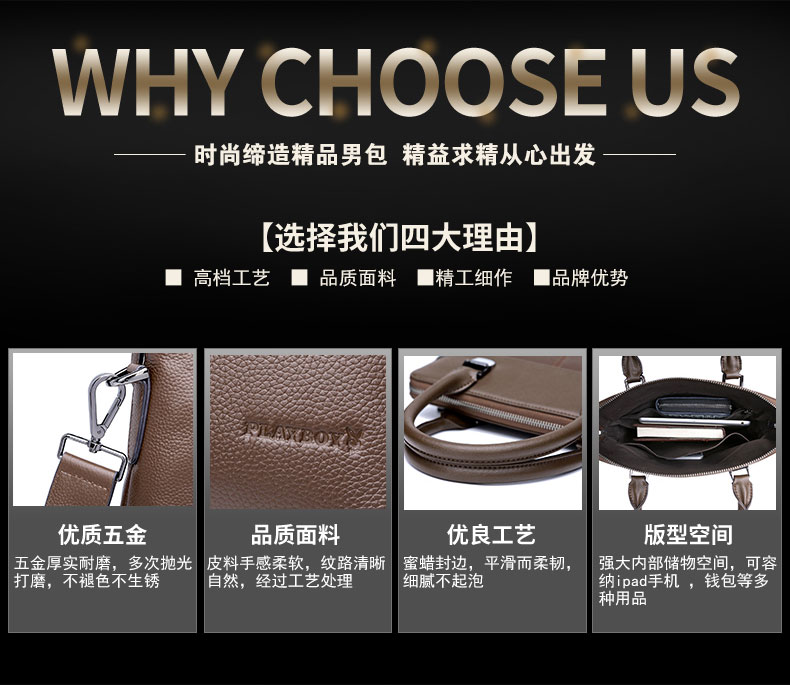 WHY CHOOSE US
时尚缔造精品男包 精益求精从心出发
【选择我们四大理由】
■ 高档工艺 ■ 品质面料 ■精工细作 ■品牌优势
PLAYBOY
优质五金
五金厚实耐磨，多次抛光
打磨，不褪色不生锈
品质面料
皮料手感柔软，纹路清晰
自然，经过工艺处理
优良工艺
蜜蜡封边，平滑而柔韧，
细腻不起泡
版型空间
强大内部储物空间，可容
纳ipad手机 ，钱包等多
种用品